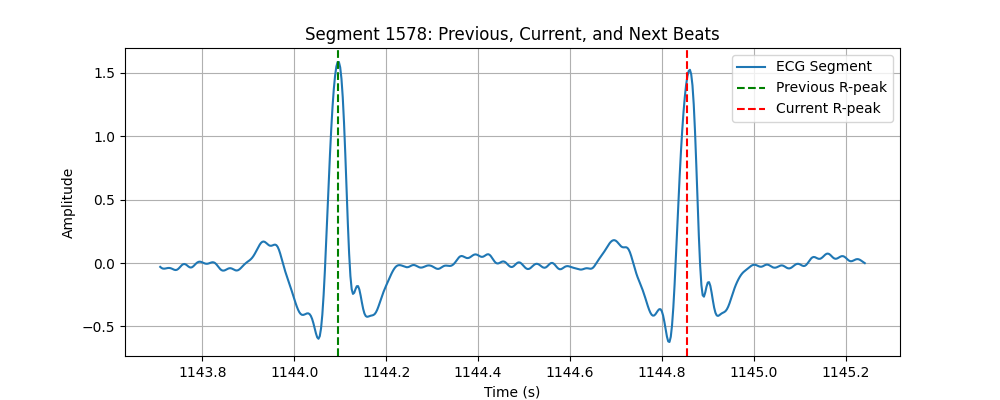 Segment 1578: Previous, Current, and Next Beats
ECG Segment
Previous R-peak
Current R-peak
1.5
1.0
0.5
0.0
−0.5
Amplitude
1143.8 1144.0 1144.2 1144.4 1144.6 1144.8 1145.0 1145.2
Time (s)